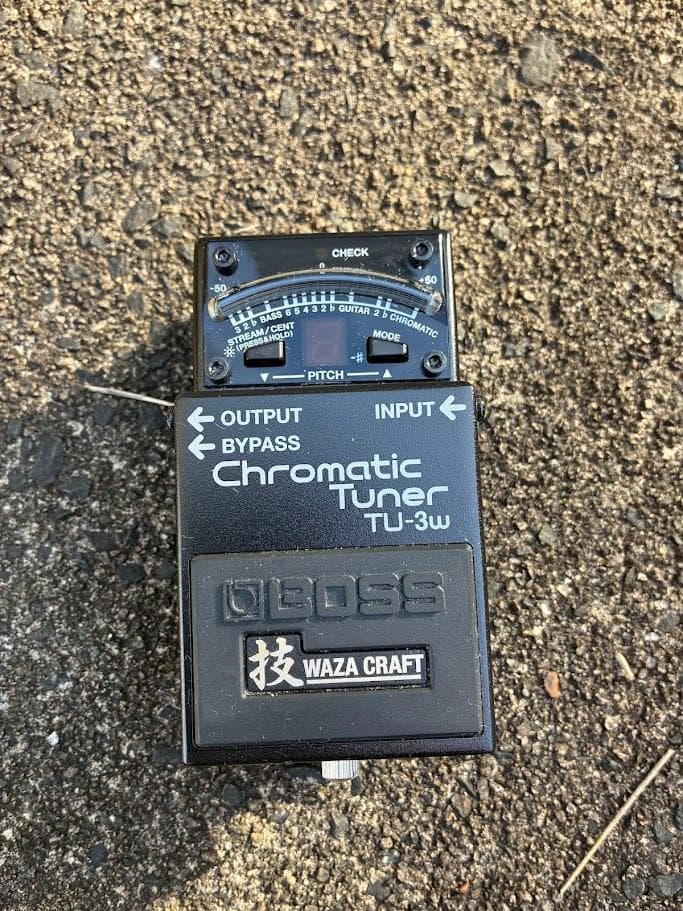 CHECK
0
-50 +50
3 2 ♭ BASS 6 5 4 3 2 ♭ GUITAR 2 ♭ CHROMATIC
STREAM/CENT
(PRESS&HOLD)
MODE
-♯
▼ PITCH ▲
← OUTPUT INPUT ←
← BYPASS
Chromatic
Tuner
TU-3w
BOSS
技 WAZA CRAFT